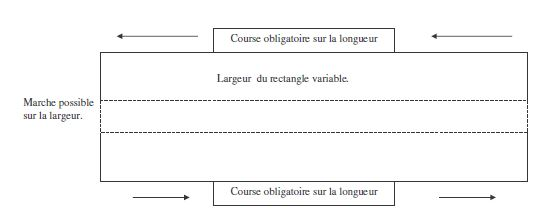 Course obligatoire sur la longueur
Largeur du rectangle variable.
Marche possible
sur la largeur.
Course obligatoire sur la longueur